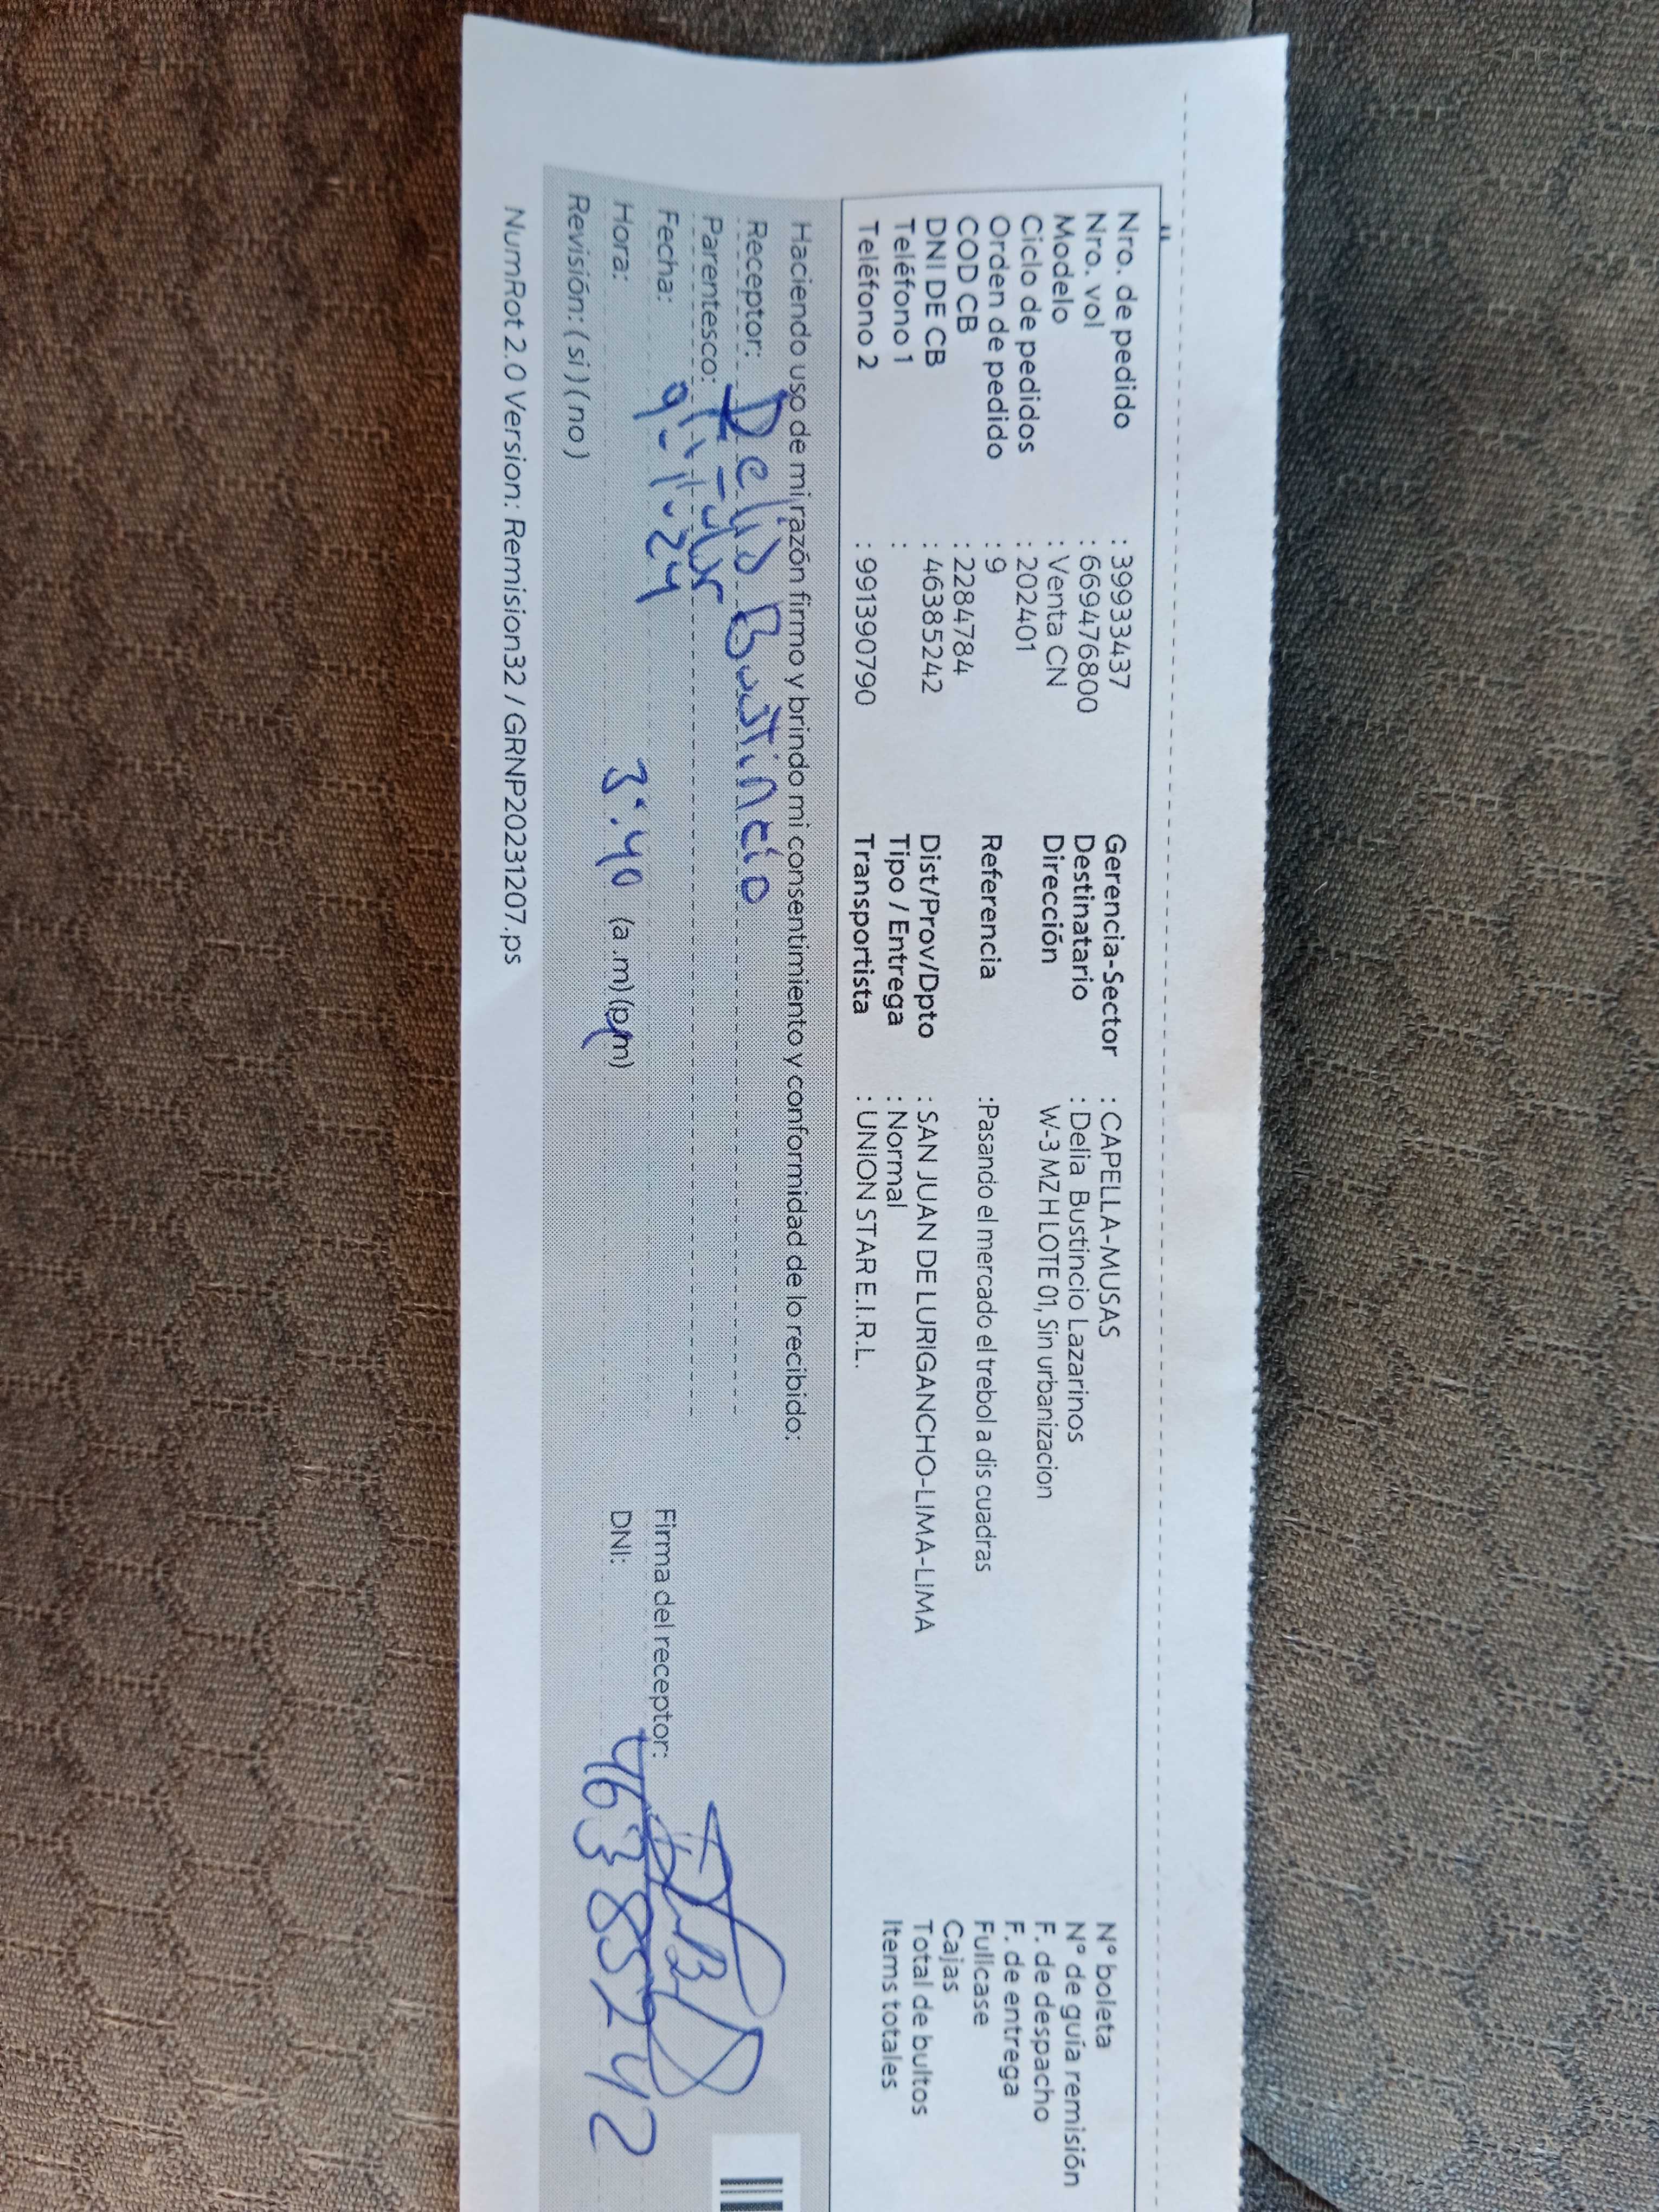 Nro. de pedido : 39933437
Nro. vol : 669476800
Modelo : Venta CN
Ciclo de pedidos : 202401
Orden de pedido : 9
COD CB : 2284784
DNI DE CB : 46385242
Teléfono 1 :
Teléfono 2 : 991390790
Gerencia-Sector : CAPELLA-MUSAS
Destinatario : Delia Bustincio Lazarinos
Dirección W-3 MZ H LOTE 01, Sin urbanizacion
Referencia :Pasando el mercado el trebol a dis cuadras
Dist/Prov/Dpto : SAN JUAN DE LURIGANCHO-LIMA-LIMA
Tipo / Entrega : Normal
Transportista : UNION STAR E.I.R.L.
N° boleta
N° de guía remisión
F. de despacho
F. de entrega
Fullcase
Cajas
Total de bultos
Items totales
Haciendo uso de mi razón firmo y brindo mi consentimiento y conformidad de lo recibido:
Receptor: Delia Bustincio
Parentesco:
Fecha: 9-1-24
Hora: 3:40 (a.m) (p.m)
Revisión: ( si ) ( no )
Firma del receptor:
DNI: 46385242
NumRot 2.0 Version: Remision32 / GRNP20231207.ps